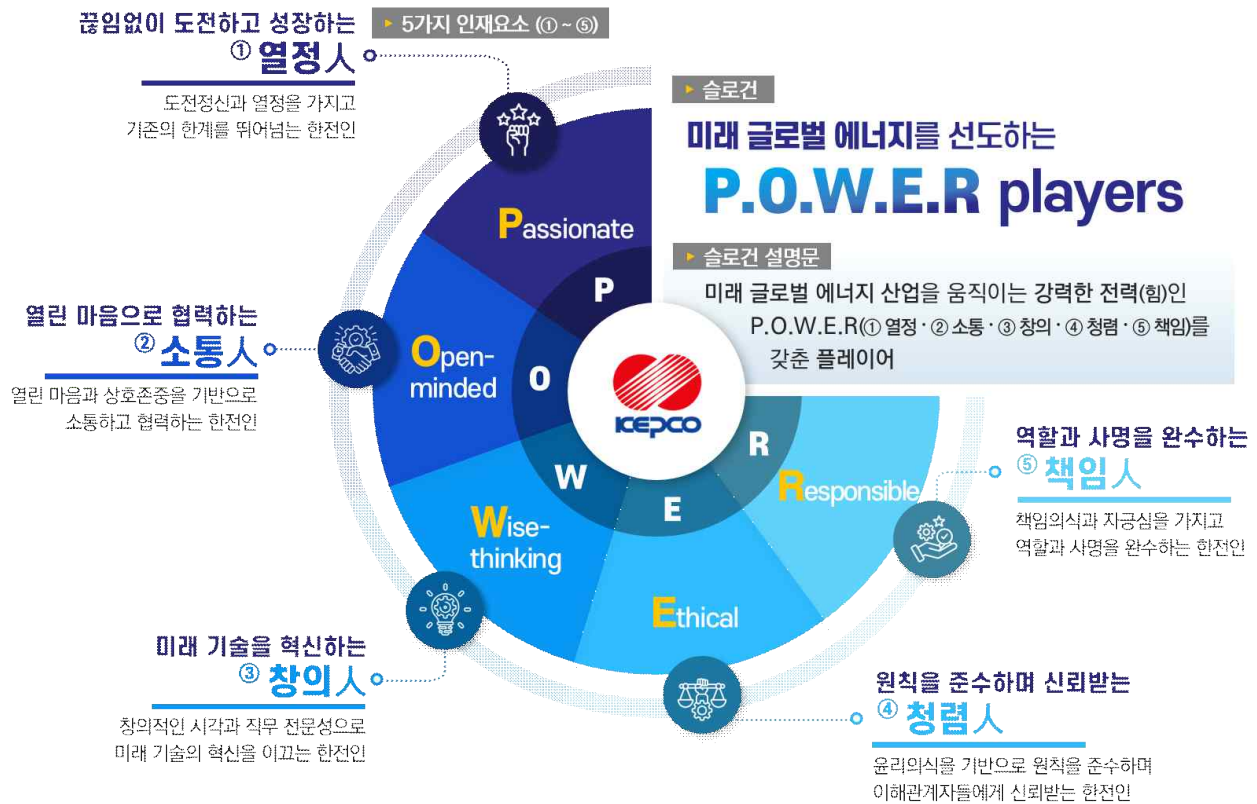 ▸ 5가지 인재요소 (① ~ ⑤)
끊임없이 도전하고 성장하는
① 열정人
도전정신과 열정을 가지고
기존의 한계를 뛰어넘는 한전인
▸ 슬로건
미래 글로벌 에너지를 선도하는
P.O.W.E.R players
▸ 슬로건 설명문
미래 글로벌 에너지 산업을 움직이는 강력한 전력(힘)인
P.O.W.E.R(① 열정 · ② 소통 · ③ 창의 · ④ 청렴 · ⑤ 책임)를
갖춘 플레이어
열린 마음으로 협력하는
② 소통人
열린 마음과 상호존중을 기반으로
소통하고 협력하는 한전인
미래 기술을 혁신하는
③ 창의人
창의적인 시각과 직무 전문성으로
미래 기술의 혁신을 이끄는 한전인
원칙을 준수하며 신뢰받는
④ 청렴人
윤리의식을 기반으로 원칙을 준수하며
이해관계자들에게 신뢰받는 한전인
역할과 사명을 완수하는
⑤ 책임人
책임의식과 자긍심을 가지고
역할과 사명을 완수하는 한전인
Passionate
Open-
minded
Wise-
thinking
Ethical
Responsible
P
O
W
E
R
KEPCO